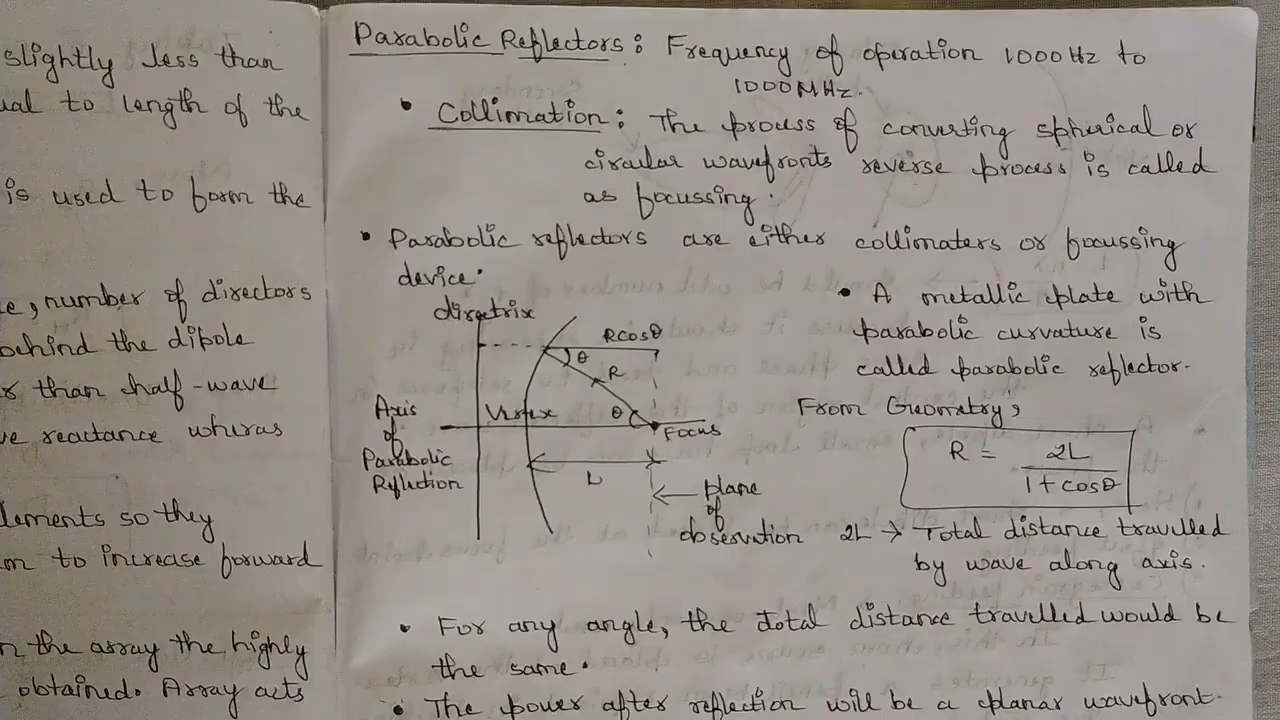 slightly less than
ual to length of the
is used to form the
e, number of directors
behind the dipole
r than half-wave
ve reactance wheras
lements so they
m to increase forward
n the array the highly
obtained. Array acts
Parabolic Reflectors: Frequency of operation 1000Hz to
1000MHz.
• Collimation: The process of converting spherical or
circular wavefronts reverse process is called
as focussing.
• Parabolic reflectors are either collimaters or focussing
device.
directrix
RCosθ
θ
R
θ
Axis
of
Parabolic
Reflection
Vertex
Focus
L
plane
of
observation
• A metallic plate with
parabolic curvature is
called parabolic reflector.
From Geometry,
R = 2L
1 + cosθ
2L → Total distance travelled
by wave along axis.
• For any angle, the total distance travelled would be
the same.
• The power after reflection will be a planar wavefront.